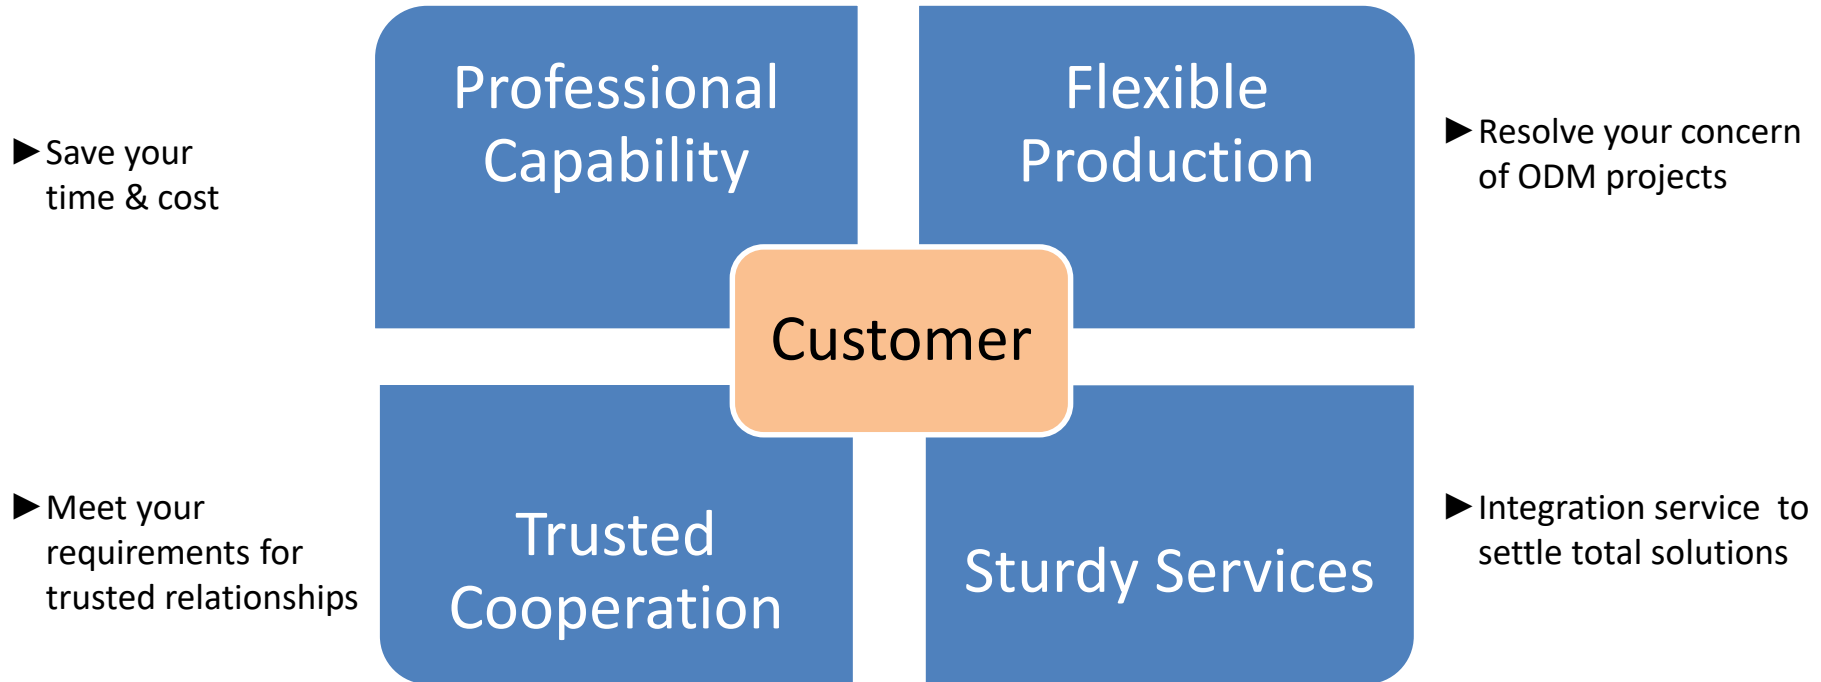 Professional
Capability
Flexible
Production
►Save your
time & cost
►Resolve your concern
of ODM projects
Customer
►Meet your
requirements for
trusted relationships
Trusted
Cooperation
Sturdy Services
►Integration service  to
settle total solutions